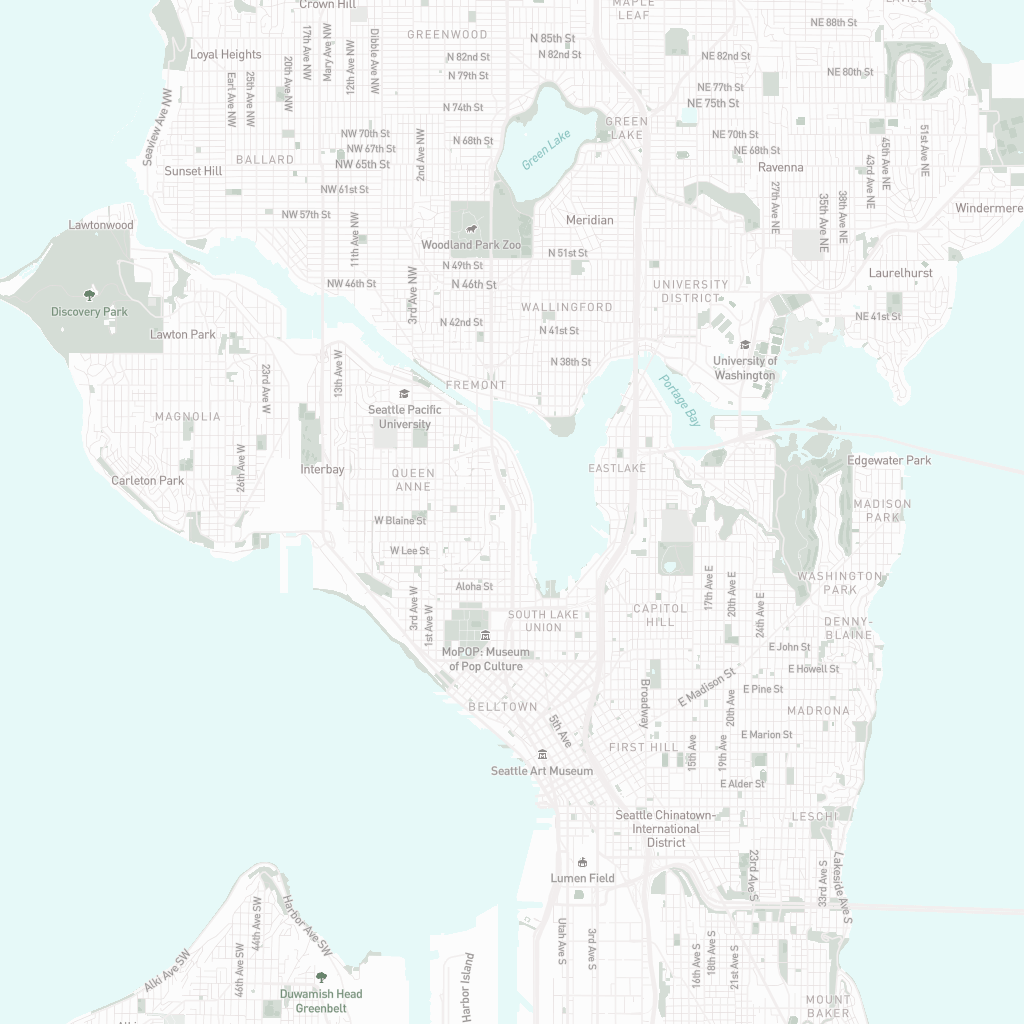 Crown Hill
MAPLE
LEAF
NE 88th St
GREENWOOD
N 85th St
Loyal Heights
17th Ave NW
Mary Ave NW
12th Ave NW
Dibble Ave NW
N 82nd St
N 82nd St
NE 82nd St
N 79th St
NE 80th St
Earl Ave NW
25th Ave NW
20th Ave NW
NE 77th St
NE 75th St
N 74th St
Seaview Ave NW
NW 70th St
2nd Ave NW
N 68th St
Green Lake
GREEN
LAKE
NE 70th St
51st Ave NE
45th Ave NE
NW 67th St
NE 68th St
BALLARD
NW 65th St
Ravenna
43rd Ave NE
Sunset Hill
NW 61st St
27th Ave NE
35th Ave NE
38th Ave NE
Windermere
NW 57th St
Meridian
Lawtonwood
11th Ave NW
Woodland Park Zoo
N 51st St
N 49th St
Laurelhurst
NW 46th St
3rd Ave NW
N 46th St
UNIVERSITY
DISTRICT
Discovery Park
WALLINGFORD
NE 41st St
N 42nd St
N 41st St
Lawton Park
N 38th St
University of
Washington
23rd Ave W
13th Ave W
FREMONT
Portage Bay
Seattle Pacific
University
MAGNOLIA
Edgewater Park
26th Ave W
Interbay
EASTLAKE
Carleton Park
QUEEN
ANNE
MADISON
PARK
W Blaine St
W Lee St
WASHINGTON
PARK
Aloha St
17th Ave E
20th Ave E
24th Ave E
3rd Ave W
1st Ave W
SOUTH LAKE
UNION
CAPITOL
HILL
DENNY-
BLAINE
E John St
MoPOP: Museum
of Pop Culture
E Howell St
E Madison St
E Pine St
Broadway
20th Ave
BELLTOWN
5th Ave
MADRONA
E Marion St
FIRST HILL
15th Ave
19th Ave
Seattle Art Museum
E Alder St
Seattle Chinatown-
International
District
LESCHI
Lumen Field
23rd Ave S
33rd Ave S
Lakeside Ave S
Harbor Ave SW
44th Ave SW
Utah Ave S
3rd Ave S
16th Ave S
18th Ave S
21st Ave S
46th Ave SW
Alki Ave SW
Harbor Island
Duwamish Head
Greenbelt
MOUNT
BAKER